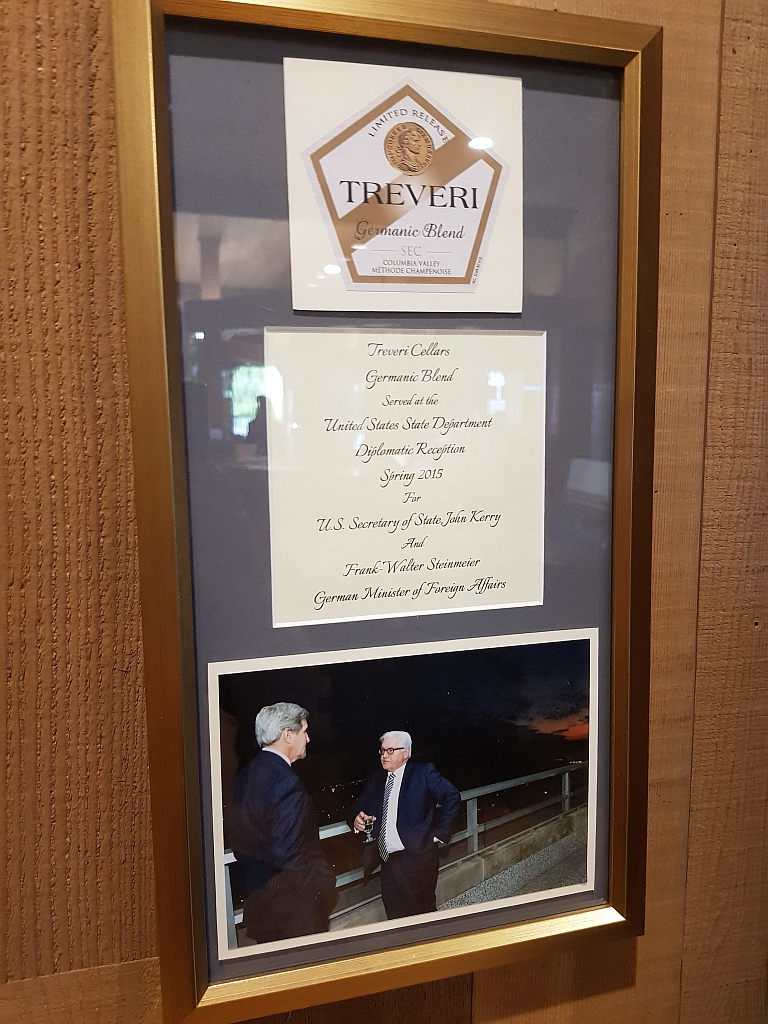 LIMITED RELEASE
TREVERI
Germanic Blend
SEC
COLUMBIA VALLEY
MÉTHODE CHAMPENOISE
Treveri Cellars
Germanic Blend
Served at the
United States State Department
Diplomatic Reception
Spring 2015
For
U.S. Secretary of State, John Kerry
And
Frank-Walter Steinmeier
German Minister of Foreign Affairs